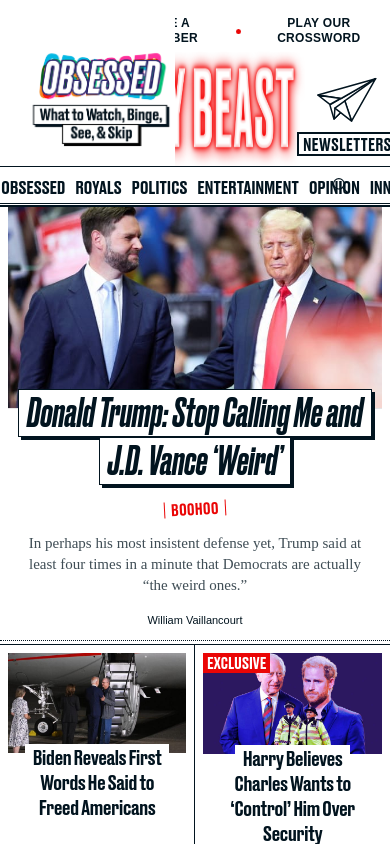 E A
BER
PLAY OUR
CROSSWORD
OBSESSED
What to Watch, Binge,
See, & Skip
Y BEAST
NEWSLETTERS
OBSESSED ROYALS POLITICS ENTERTAINMENT OPINION INN
Donald Trump: Stop Calling Me and
J.D. Vance ‘Weird’
BOOHOO
In perhaps his most insistent defense yet, Trump said at
least four times in a minute that Democrats are actually
“the weird ones.”
William Vaillancourt
Biden Reveals First
Words He Said to
Freed Americans
EXCLUSIVE
Harry Believes
Charles Wants to
‘Control’ Him Over
Security